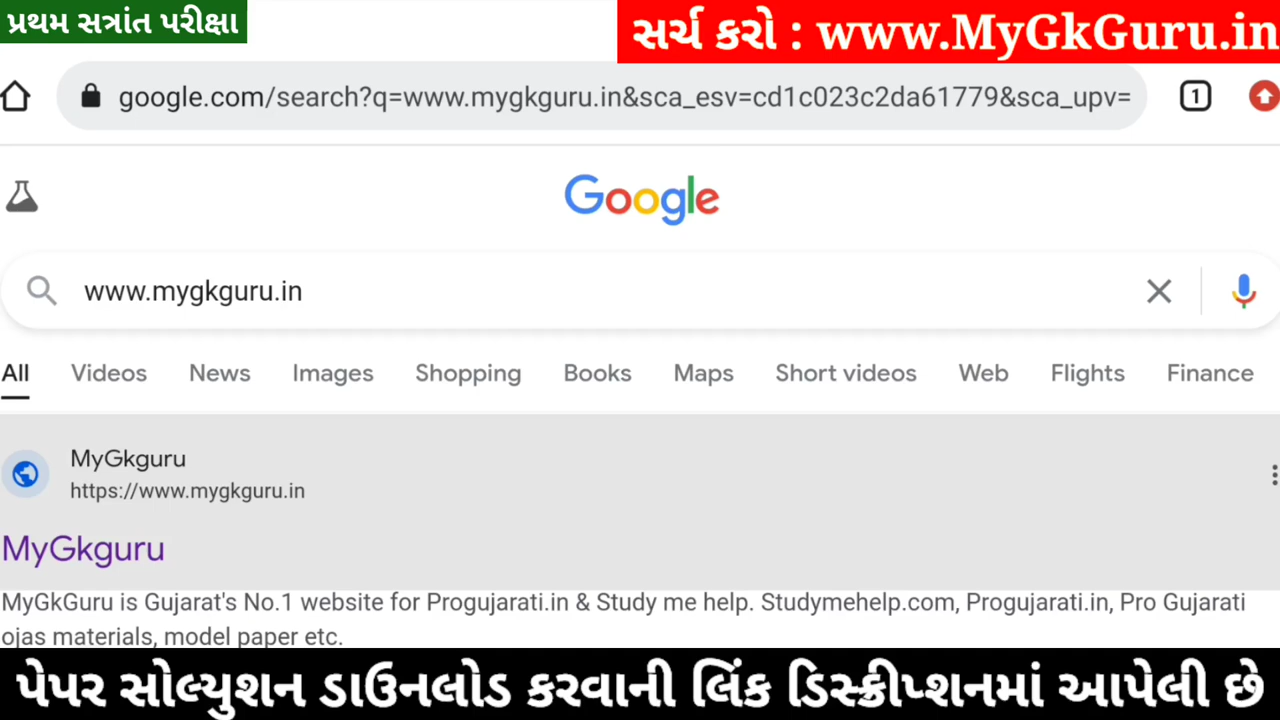 પ્રથમ સત્રાંત પરીક્ષા
સર્ચ કરો : www.MyGkGuru.in
google.com/search?q=www.mygkguru.in&sca_esv=cd1c023c2da61779&sca_upv=
1
Google
www.mygkguru.in
All Videos News Images Shopping Books Maps Short videos Web Flights Finance
MyGkguru
https://www.mygkguru.in
MyGkguru
MyGkGuru is Gujarat's No.1 website for Progujarati.in & Study me help. Studymehelp.com, Progujarati.in, Pro Gujarati
ojas materials, model paper etc.
પેપર સોલ્યુશન ડાઉનલોડ કરવાની લિંક ડિસ્ક્રીપ્શનમાં આપેલી છે